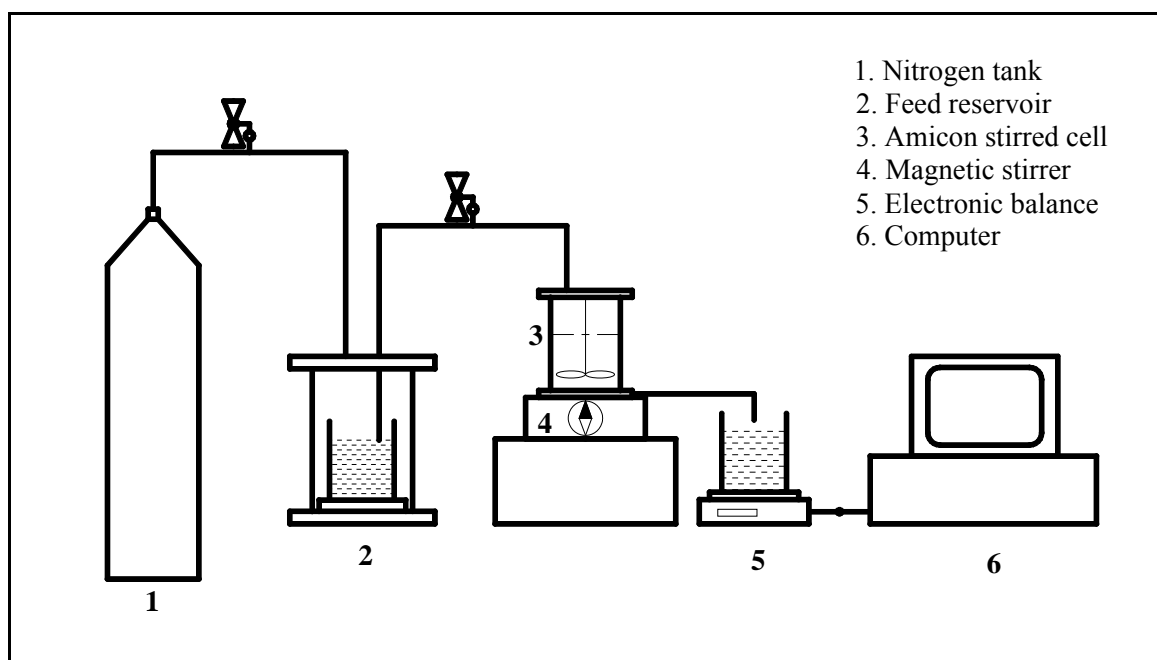 1. Nitrogen tank
2. Feed reservoir
3. Amicon stirred cell
4. Magnetic stirrer
5. Electronic balance
6. Computer
3
4
2
5
6
1